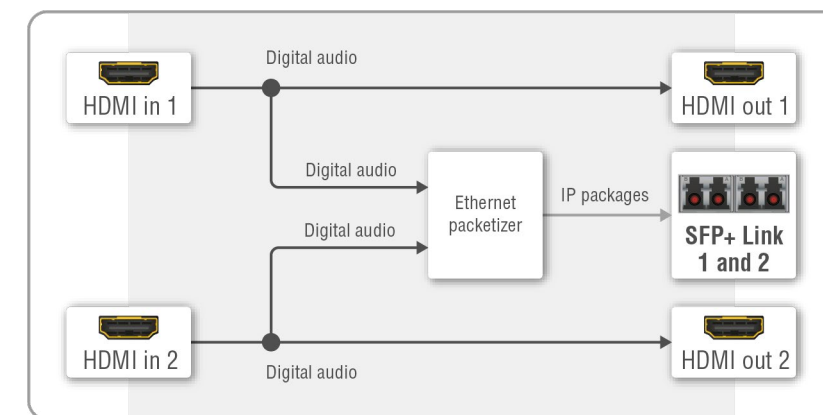 Digital audio
HDMI in 1
HDMI out 1
Digital audio
Ethernet
packetizer
IP packages
Digital audio
SFP+ Link
1 and 2
HDMI in 2
HDMI out 2
Digital audio